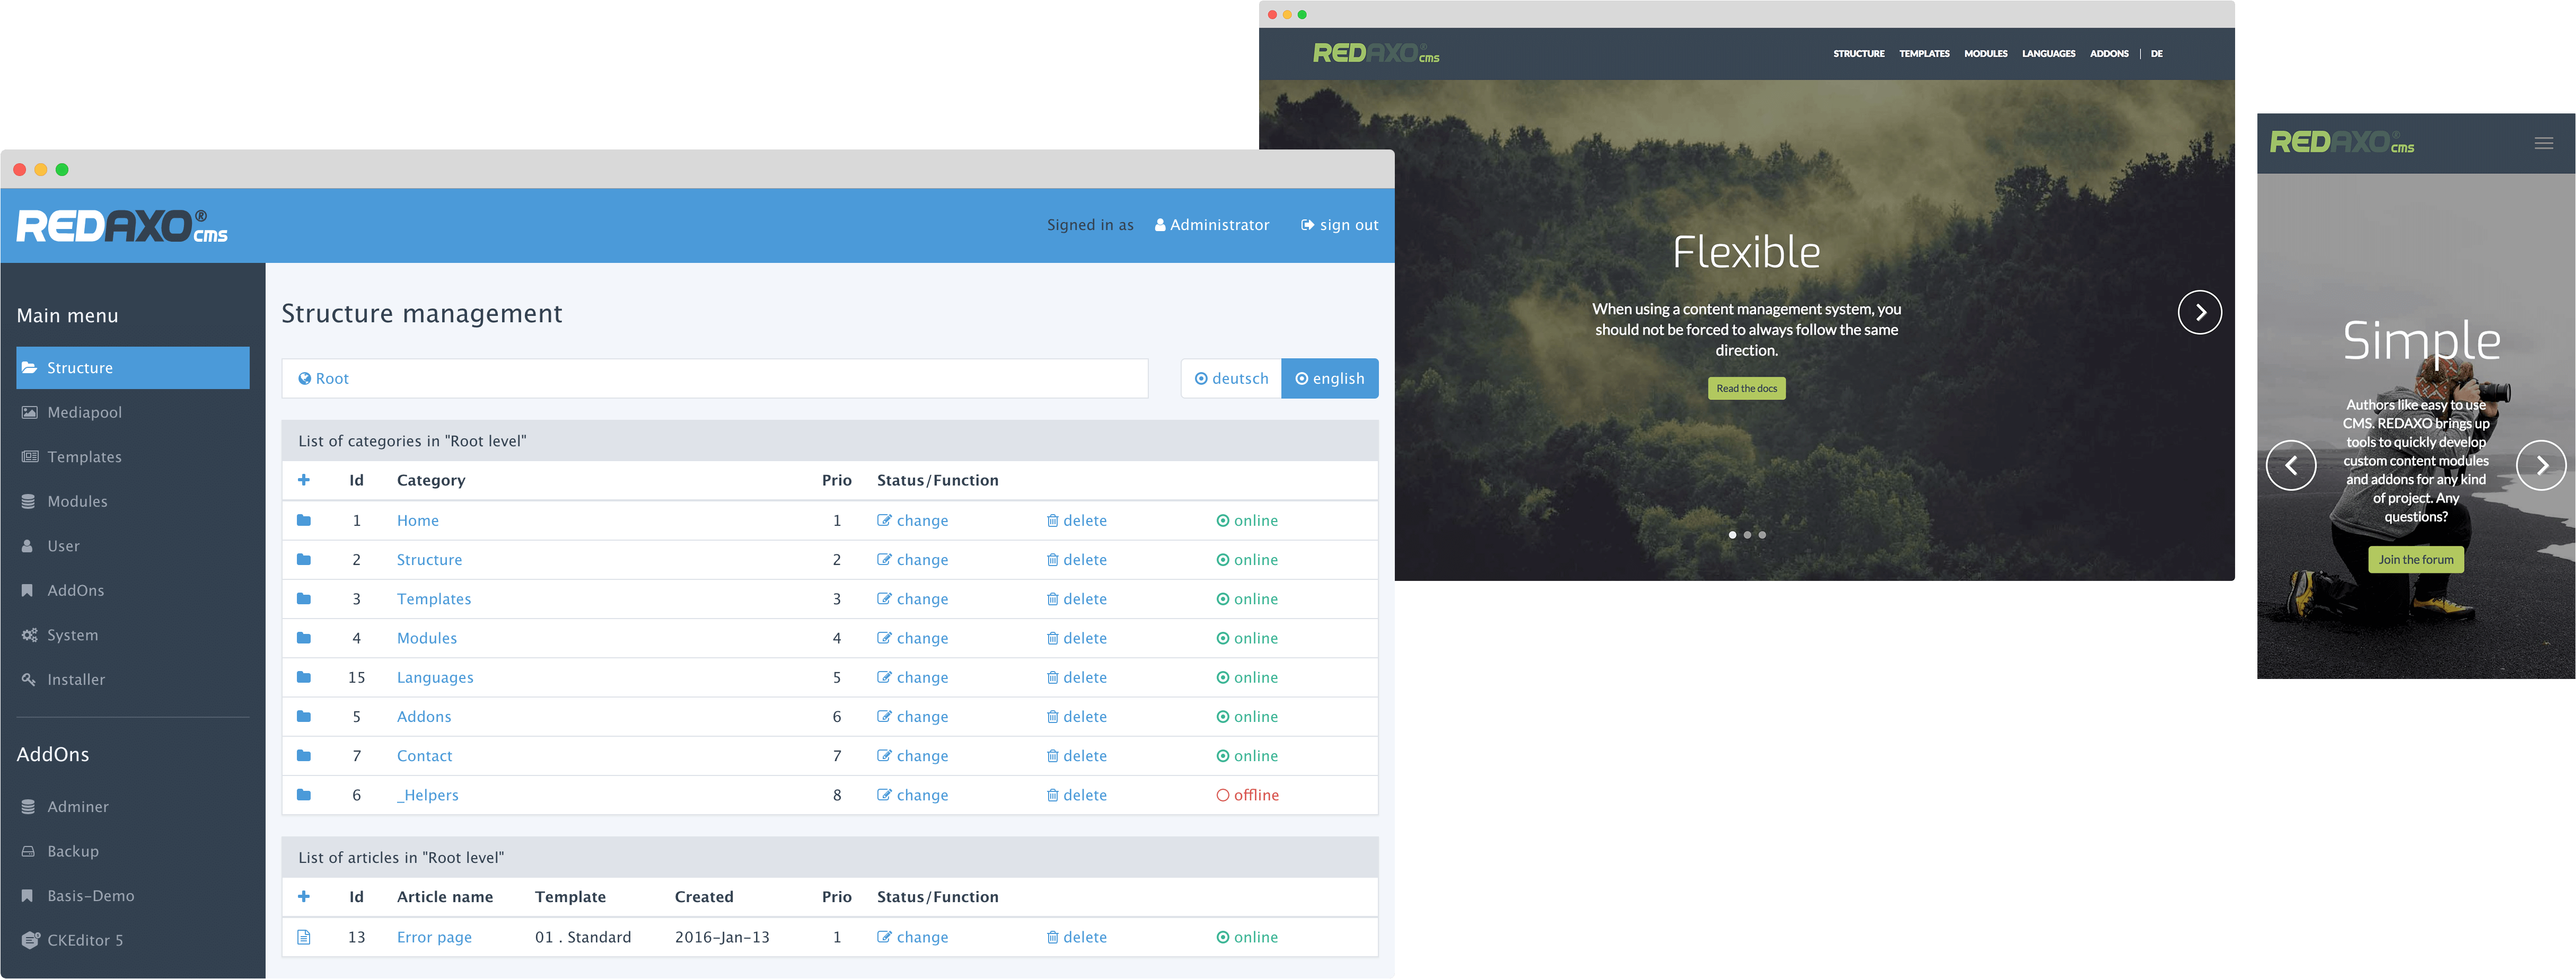 REDAXO® cms
Signed in as Administrator sign out
Main menu
Structure
Mediapool
Templates
Modules
User
AddOns
System
Installer
AddOns
Adminer
Backup
Basis-Demo
CKEditor 5
Structure management
Root
deutsch english
List of categories in "Root level"
Id Category Prio Status/Function
1 Home 1 change delete online
2 Structure 2 change delete online
3 Templates 3 change delete online
4 Modules 4 change delete online
15 Languages 5 change delete online
5 Addons 6 change delete online
7 Contact 7 change delete online
6 _Helpers 8 change delete offline
List of articles in "Root level"
Id Article name Template Created Prio Status/Function
13 Error page 01 . Standard 2016-Jan-13 1 change delete online
REDAXO® cms
STRUCTURE TEMPLATES MODULES LANGUAGES ADDONS | DE
Flexible
When using a content management system, you
should not be forced to always follow the same
direction.
Read the docs
REDAXO® cms
Simple
Authors like easy to use
CMS. REDAXO brings up
tools to quickly develop
custom content modules
and addons for any kind
of project. Any
questions?
Join the forum